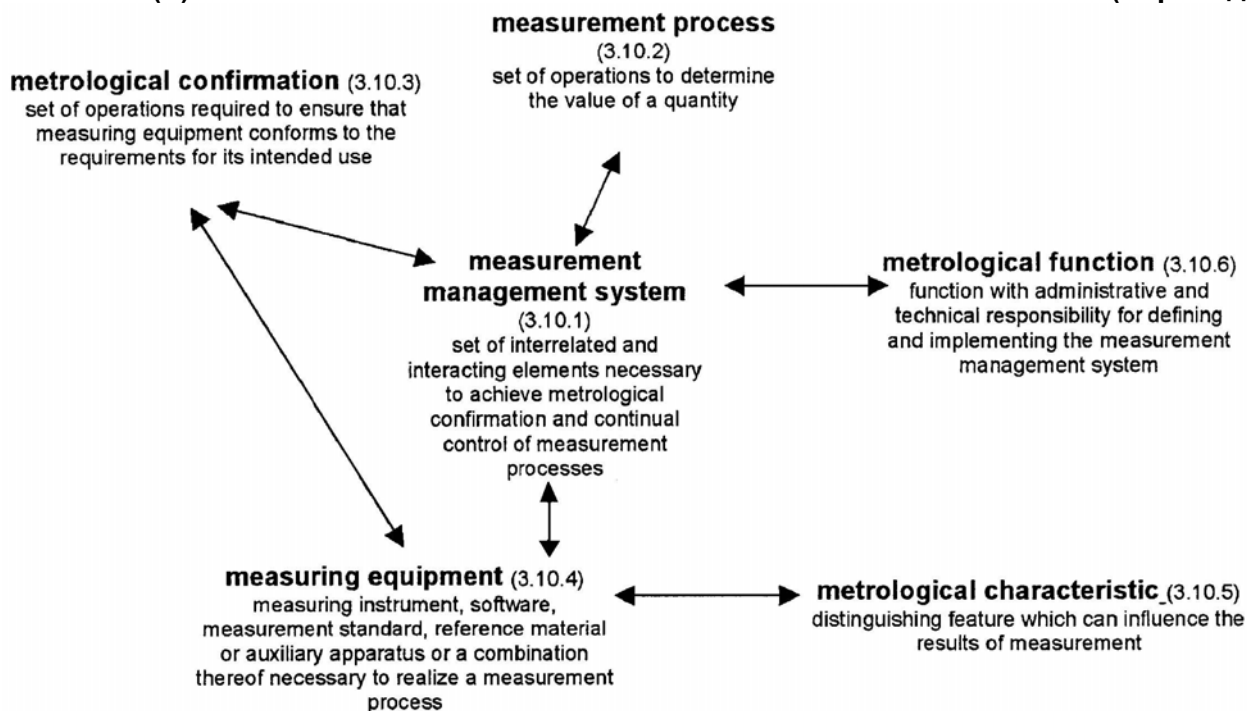 measurement process
(3.10.2)
set of operations to determine
the value of a quantity
metrological confirmation (3.10.3)
set of operations required to ensure that
measuring equipment conforms to the
requirements for its intended use
measurement
management system
(3.10.1)
set of interrelated and
interacting elements necessary
to achieve metrological
confirmation and continual
control of measurement
processes
metrological function (3.10.6)
function with administrative and
technical responsibility for defining
and implementing the measurement
management system
measuring equipment (3.10.4)
measuring instrument, software,
measurement standard, reference material
or auxiliary apparatus or a combination
thereof necessary to realize a measurement
process
metrological characteristic (3.10.5)
distinguishing feature which can influence the
results of measurement